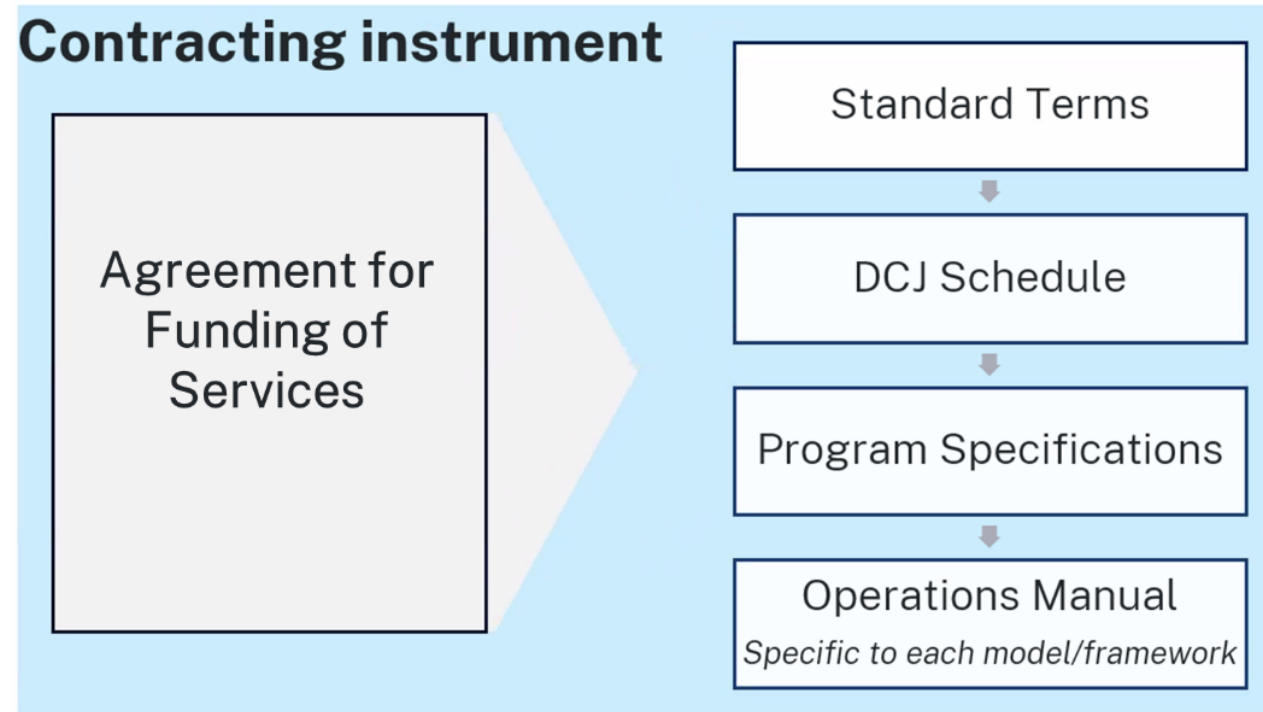 Contracting instrument
Agreement for
Funding of
Services
Standard Terms
DCJ Schedule
Program Specifications
Operations Manual
Specific to each model/framework